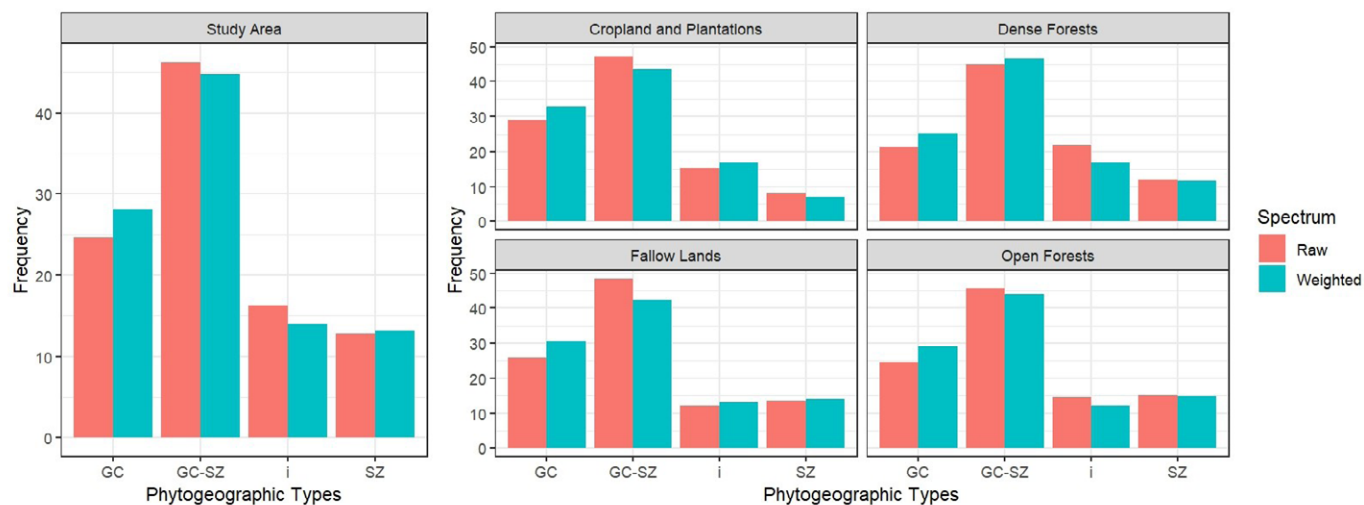 Study Area
Frequency
40
30
20
10
0
GC GC-SZ i SZ
Phytogeographic Types
Cropland and Plantations Dense Forests
50
40
30
20
10
0
Frequency
Fallow Lands Open Forests
50
40
30
20
10
0
GC GC-SZ i SZ GC GC-SZ i SZ
Phytogeographic Types
Spectrum
Raw
Weighted